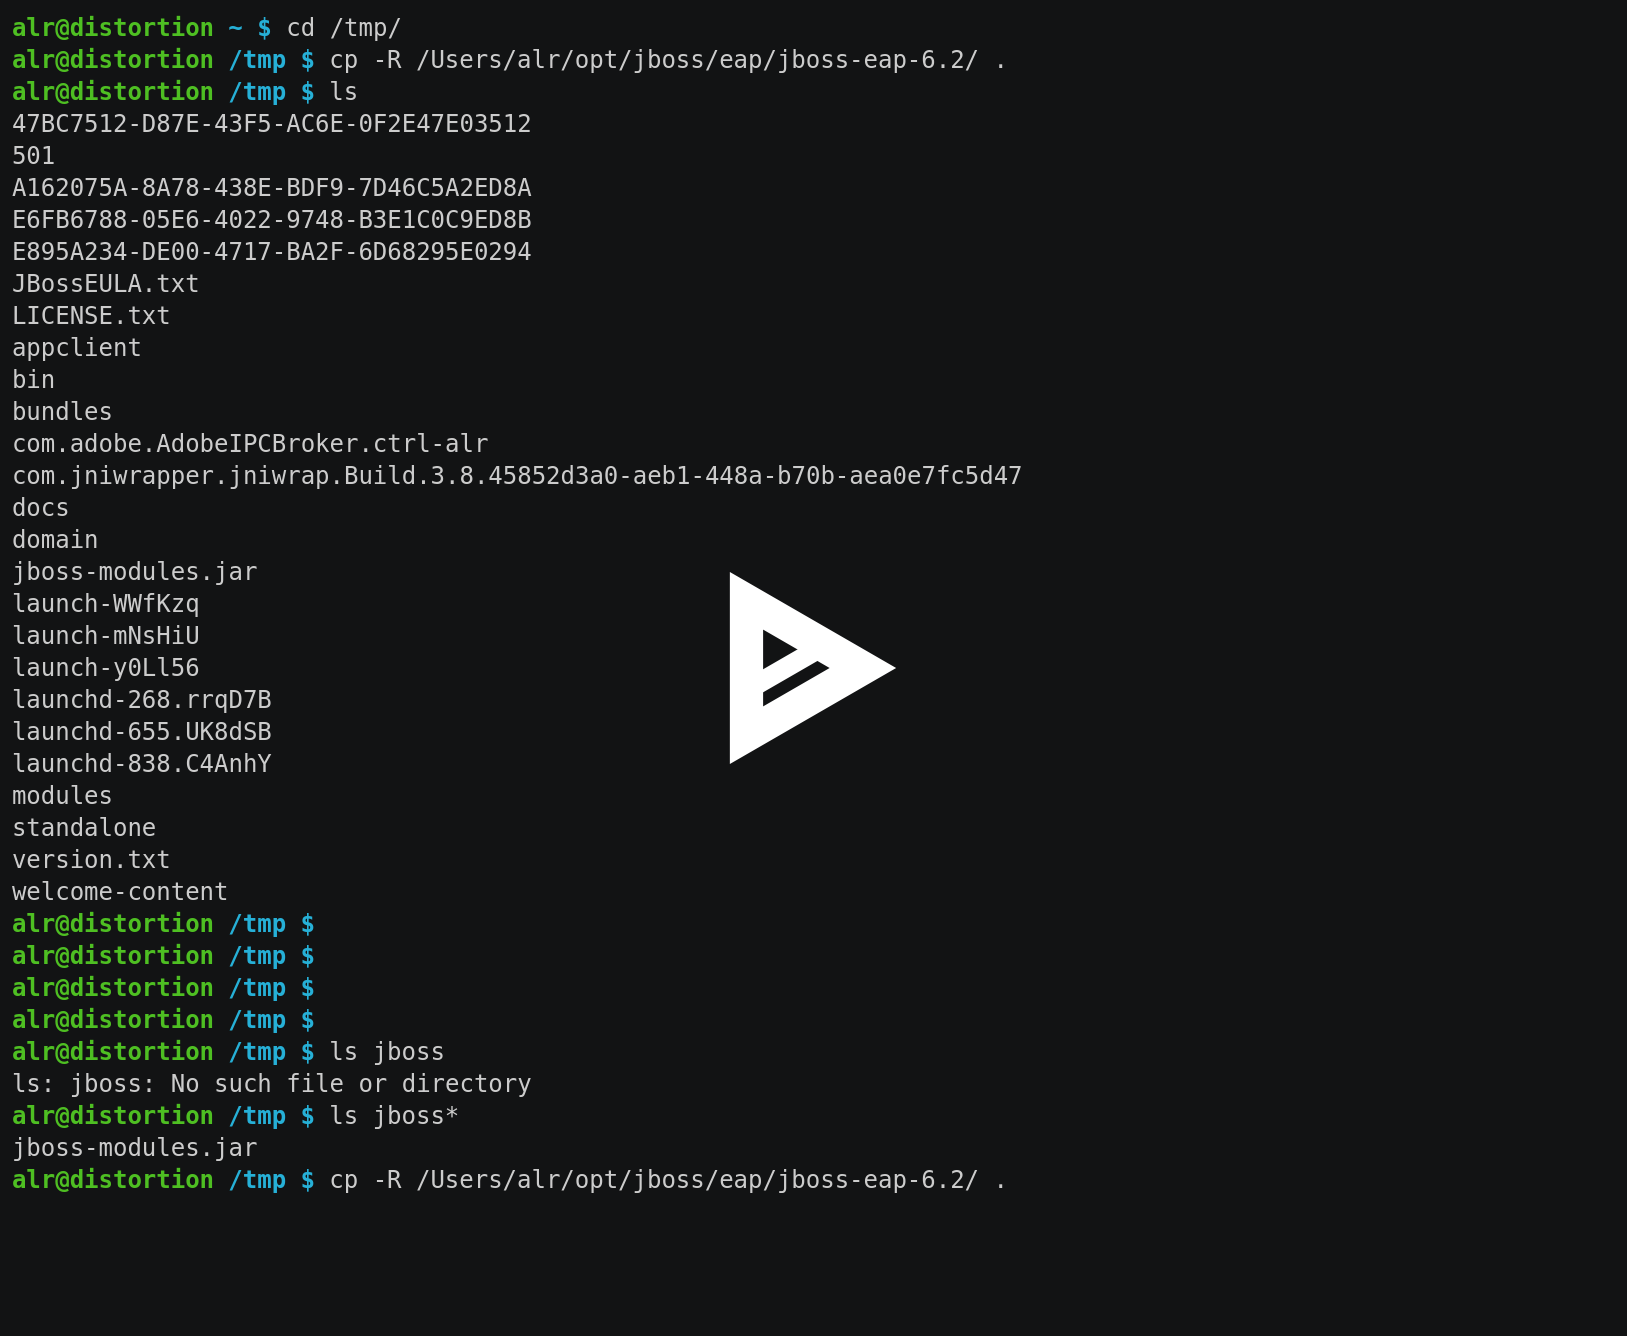 alr@distortion ~ $ cd /tmp/
alr@distortion /tmp $ cp -R /Users/alr/opt/jboss/eap/jboss-eap-6.2/ .
alr@distortion /tmp $ ls
47BC7512-D87E-43F5-AC6E-0F2E47E03512
501
A162075A-8A78-438E-BDF9-7D46C5A2ED8A
E6FB6788-05E6-4022-9748-B3E1C0C9ED8B
E895A234-DE00-4717-BA2F-6D68295E0294
JBossEULA.txt
LICENSE.txt
appclient
bin
bundles
com.adobe.AdobeIPCBroker.ctrl-alr
com.jniwrapper.jniwrap.Build.3.8.45852d3a0-aeb1-448a-b70b-aea0e7fc5d47
docs
domain
jboss-modules.jar
launch-WWfKzq
launch-mNsHiU
launch-y0Ll56
launchd-268.rrqD7B
launchd-655.UK8dSB
launchd-838.C4AnhY
modules
standalone
version.txt
welcome-content
alr@distortion /tmp $
alr@distortion /tmp $
alr@distortion /tmp $
alr@distortion /tmp $
alr@distortion /tmp $ ls jboss
ls: jboss: No such file or directory
alr@distortion /tmp $ ls jboss*
jboss-modules.jar
alr@distortion /tmp $ cp -R /Users/alr/opt/jboss/eap/jboss-eap-6.2/ .